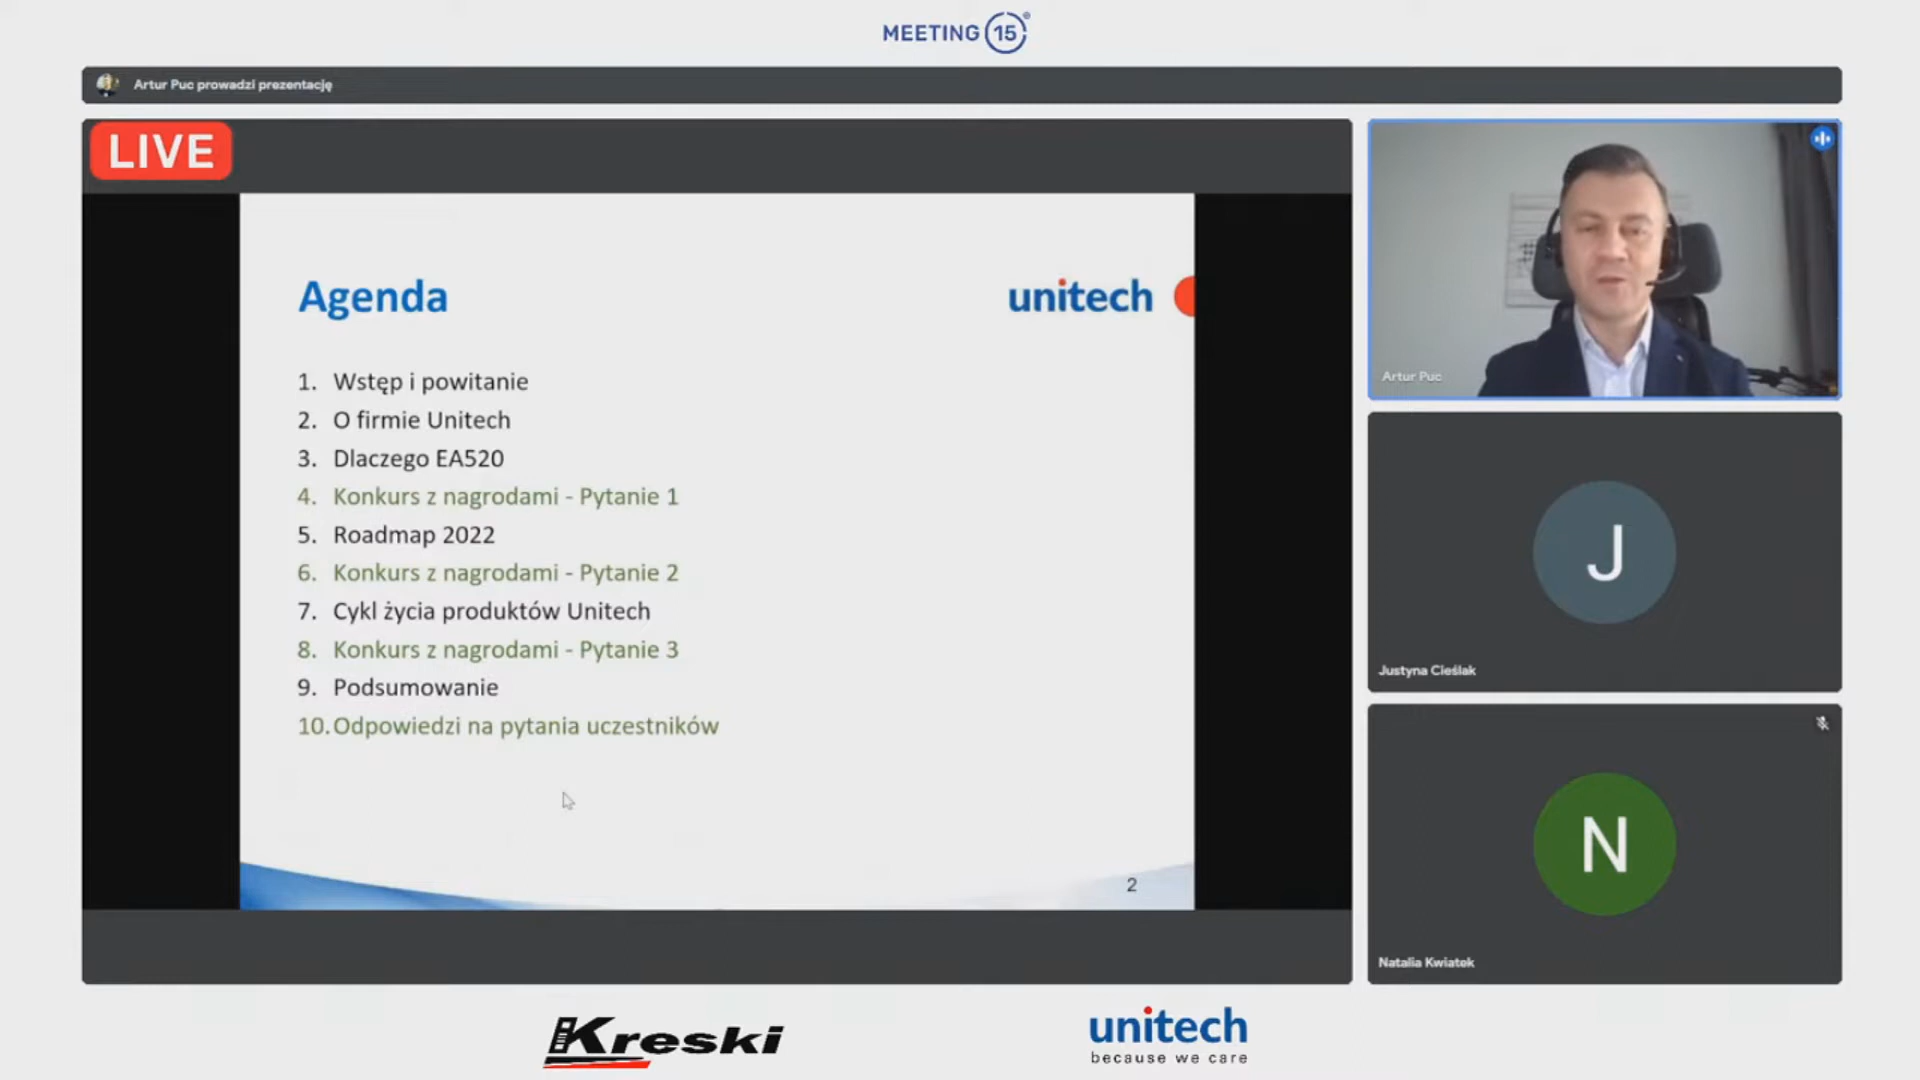 MEETING 15
Artur Puc prowadzi prezentację
LIVE
Agenda
unitech
1. Wstęp i powitanie
2. O firmie Unitech
3. Dlaczego EA520
4. Konkurs z nagrodami - Pytanie 1
5. Roadmap 2022
6. Konkurs z nagrodami - Pytanie 2
7. Cykl życia produktów Unitech
8. Konkurs z nagrodami - Pytanie 3
9. Podsumowanie
10. Odpowiedzi na pytania uczestników
2
Artur Puc
J
Justyna Cieślak
N
Natalia Kwiatek
Kreski
unitech
because we care